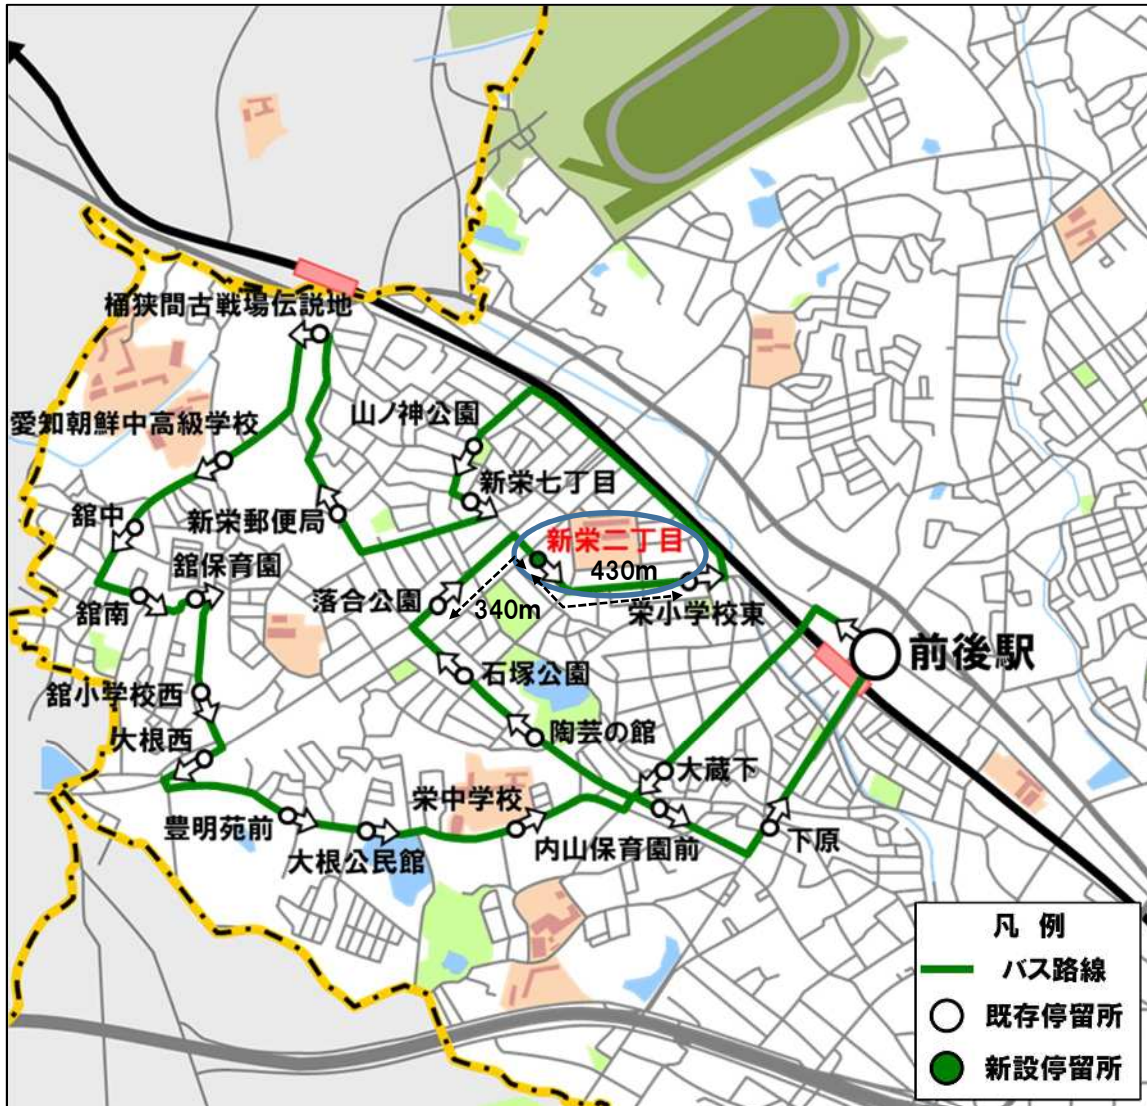 桶狭間古戦場伝説地
山ノ神公園
愛知朝鮮中高級学校
新栄七丁目
舘中
新栄郵便局
新栄二丁目
430m
舘保育園
落合公園
340m
舘南
栄小学校東
前後駅
石塚公園
舘小学校西
陶芸の館
大根西
大蔵下
栄中学校
豊明苑前
内山保育園前
下原
大根公民館
凡 例
バス路線
既存停留所
新設停留所